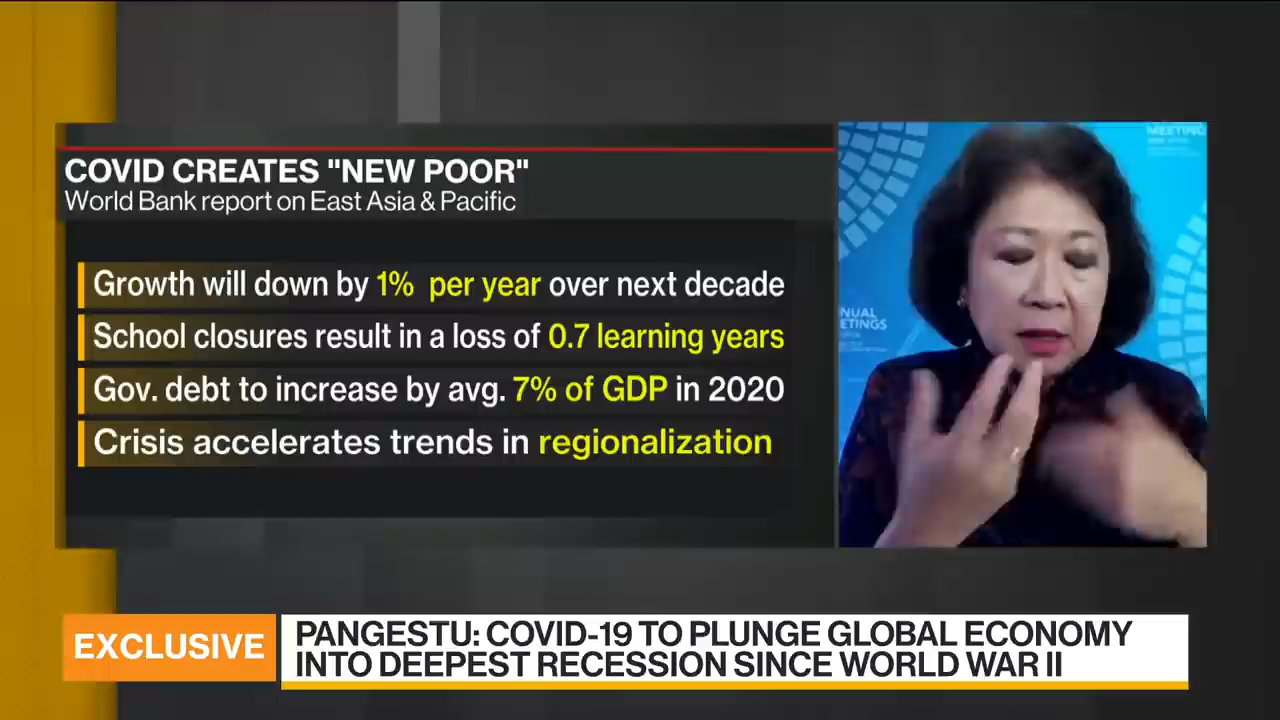 COVID CREATES "NEW POOR"
World Bank report on East Asia & Pacific
Growth will down by 1% per year over next decade
School closures result in a loss of 0.7 learning years
Gov. debt to increase by avg. 7% of GDP in 2020
Crisis accelerates trends in regionalization
MEETING
NUAL
ETINGS
EXCLUSIVE
PANGESTU: COVID-19 TO PLUNGE GLOBAL ECONOMY
INTO DEEPEST RECESSION SINCE WORLD WAR II